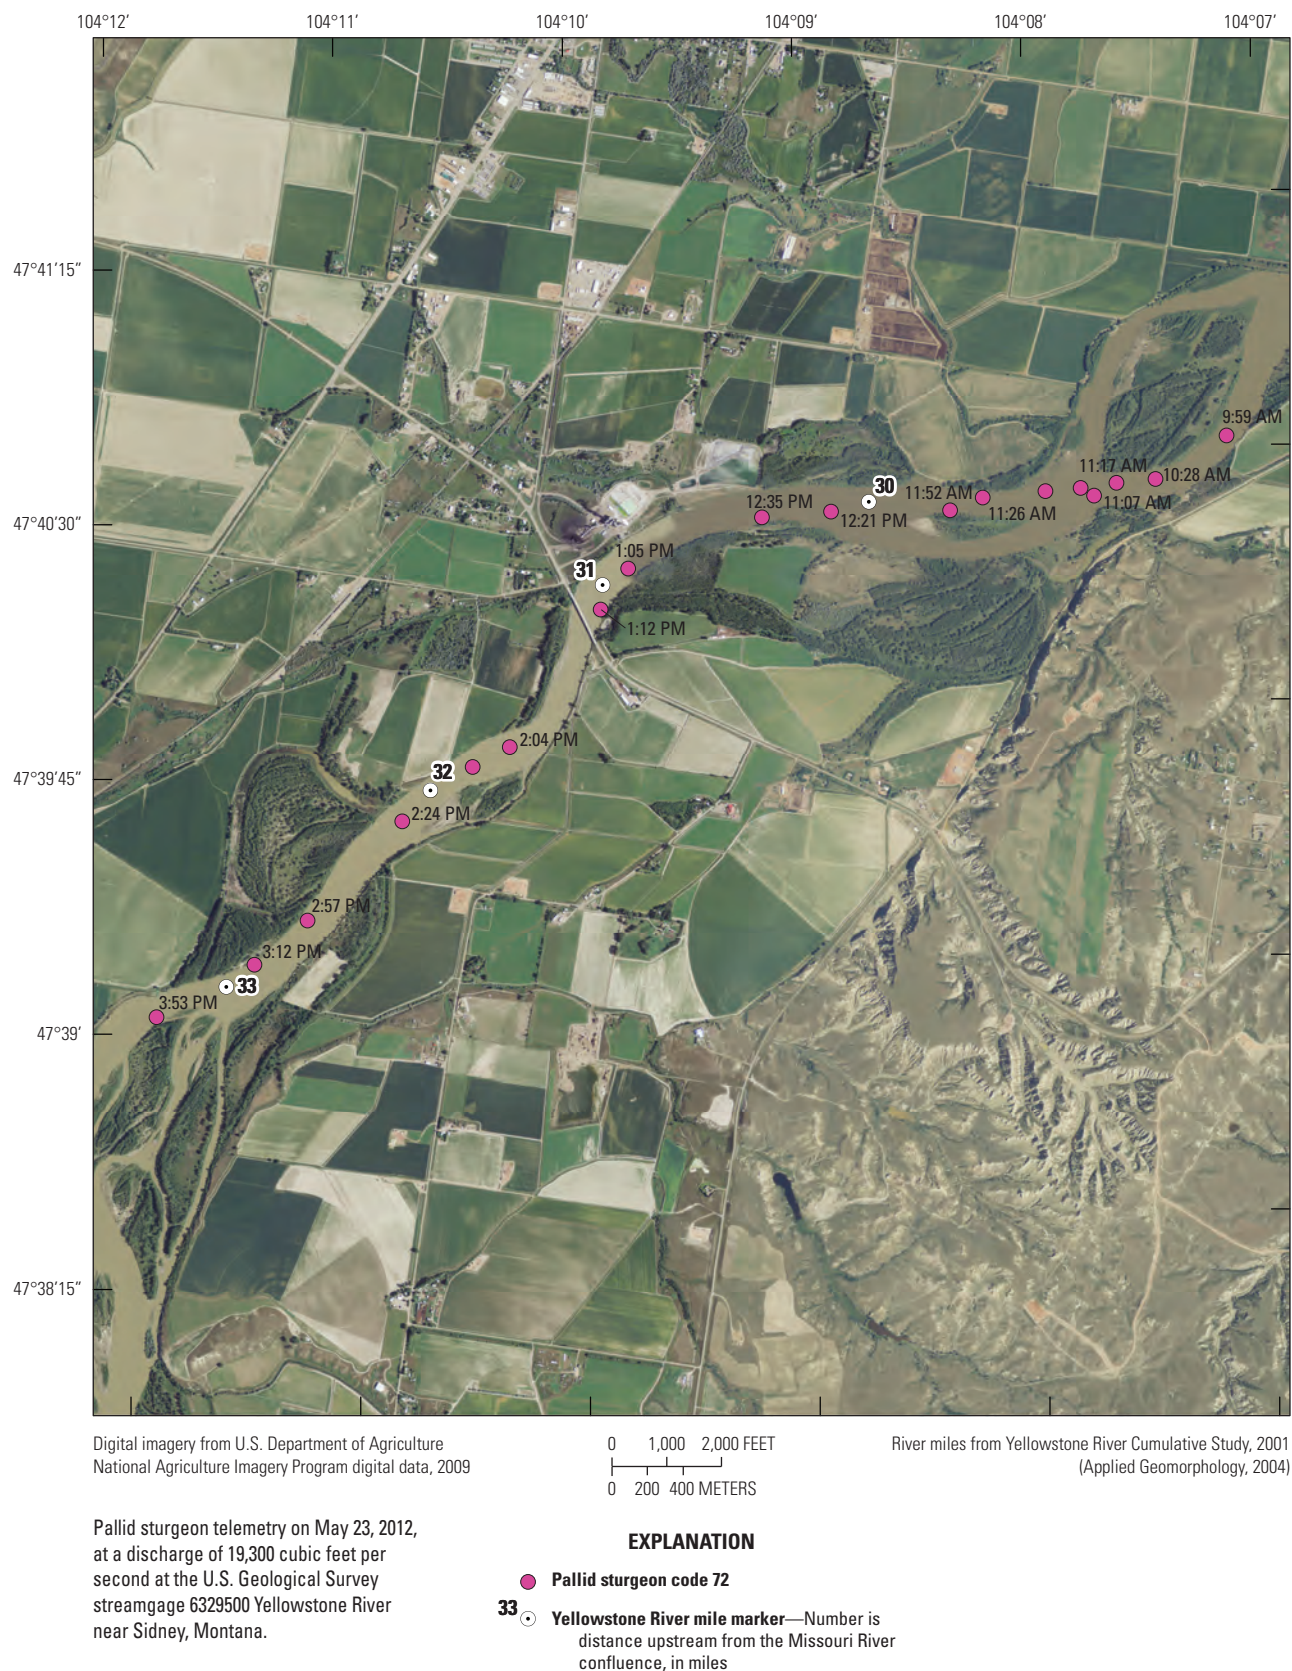 104°12’ 104°11’ 104°10’ 104°09’ 104°08’ 104°07’
47°41’15”
9:59 AM
11:17 AM
10:28 AM
30
11:52 AM
12:35 PM
11:07 AM
11:26 AM
12:21 PM
47°40’30”
1:05 PM
31
1:12 PM
2:04 PM
32
47°39’45”
2:24 PM
2:57 PM
3:12 PM
33
3:53 PM
47°39’
47°38’15”
Digital imagery from U.S. Department of Agriculture
National Agriculture Imagery Program digital data, 2009
0 1,000 2,000 FEET
0 200 400 METERS
River miles from Yellowstone River Cumulative Study, 2001
(Applied Geomorphology, 2004)
Pallid sturgeon telemetry on May 23, 2012,
at a discharge of 19,300 cubic feet per
second at the U.S. Geological Survey
streamgage 6329500 Yellowstone River
near Sidney, Montana.
EXPLANATION
Pallid sturgeon code 72
33 Yellowstone River mile marker—Number is
distance upstream from the Missouri River
confluence, in miles